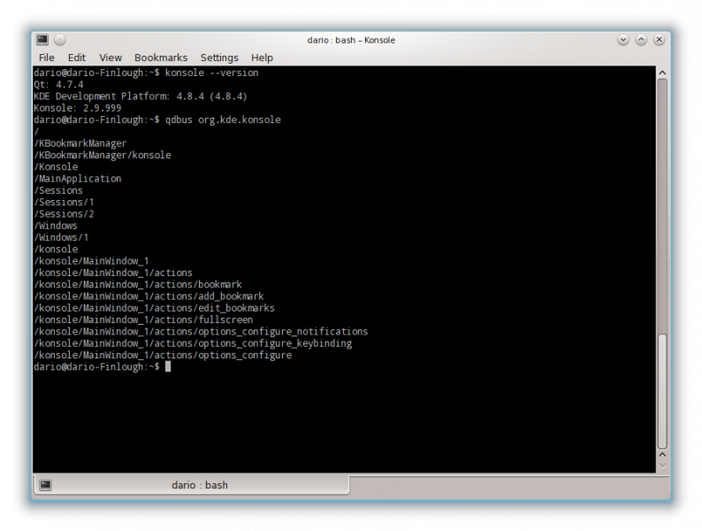 dario : bash – Konsole
File Edit View Bookmarks Settings Help
dario@dario-Finlough:~$ konsole --version
Qt: 4.7.4
KDE Development Platform: 4.8.4 (4.8.4)
Konsole: 2.9.999
dario@dario-Finlough:~$ qdbus org.kde.konsole
/
/KBookmarkManager
/KBookmarkManager/konsole
/Konsole
/MainApplication
/Sessions
/Sessions/1
/Sessions/2
/Windows
/Windows/1
/konsole
/konsole/MainWindow_1
/konsole/MainWindow_1/actions
/konsole/MainWindow_1/actions/bookmark
/konsole/MainWindow_1/actions/add_bookmark
/konsole/MainWindow_1/actions/edit_bookmarks
/konsole/MainWindow_1/actions/fullscreen
/konsole/MainWindow_1/actions/options_configure_notifications
/konsole/MainWindow_1/actions/options_configure_keybinding
/konsole/MainWindow_1/actions/options_configure
dario@dario-Finlough:~$
dario : bash